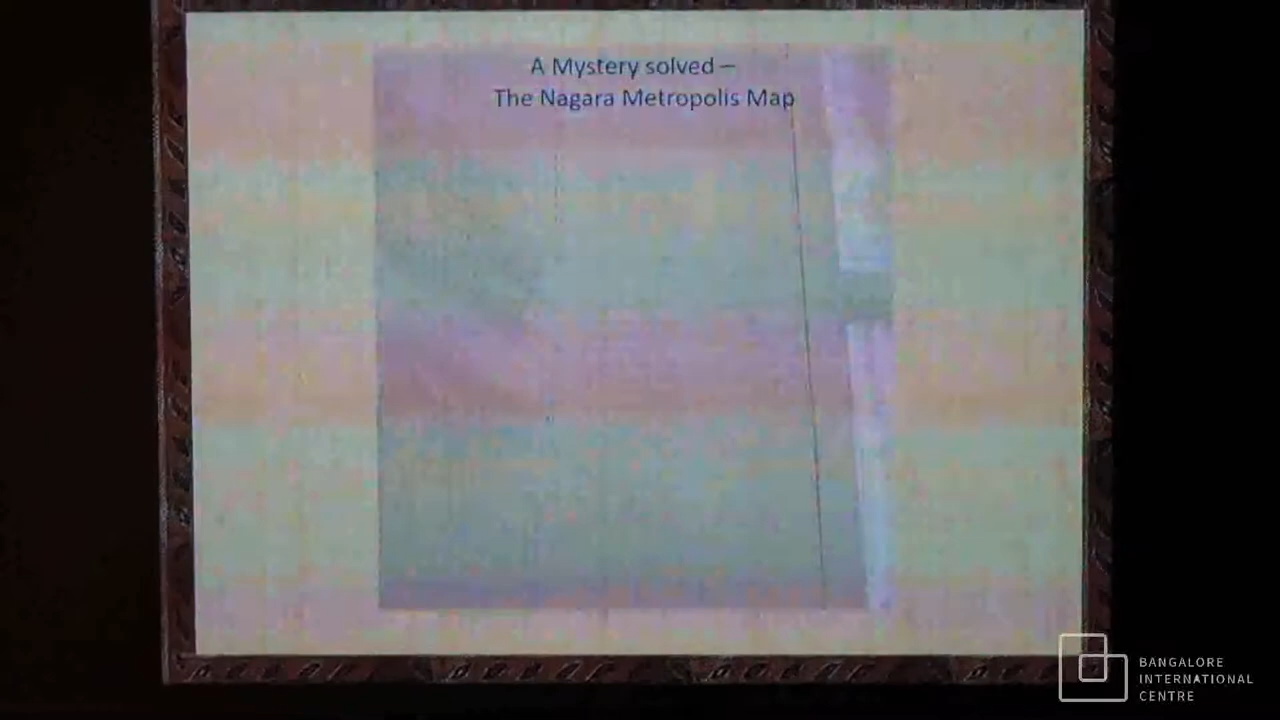 A Mystery solved –
The Nagara Metropolis Map
BANGALORE
INTERNATIONAL
CENTRE